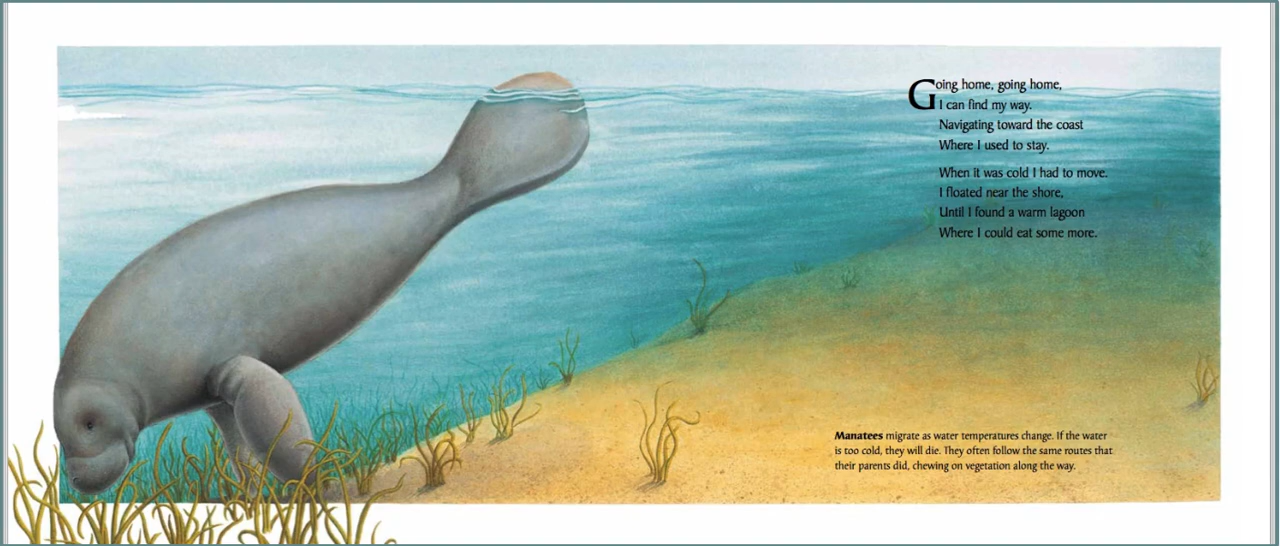 Going home, going home,
I can find my way.
Navigating toward the coast
Where I used to stay.
When it was cold I had to move.
I floated near the shore,
Until I found a warm lagoon
Where I could eat some more.
Manatees migrate as water temperatures change. If the water
is too cold, they will die. They often follow the same routes that
their parents did, chewing on vegetation along the way.